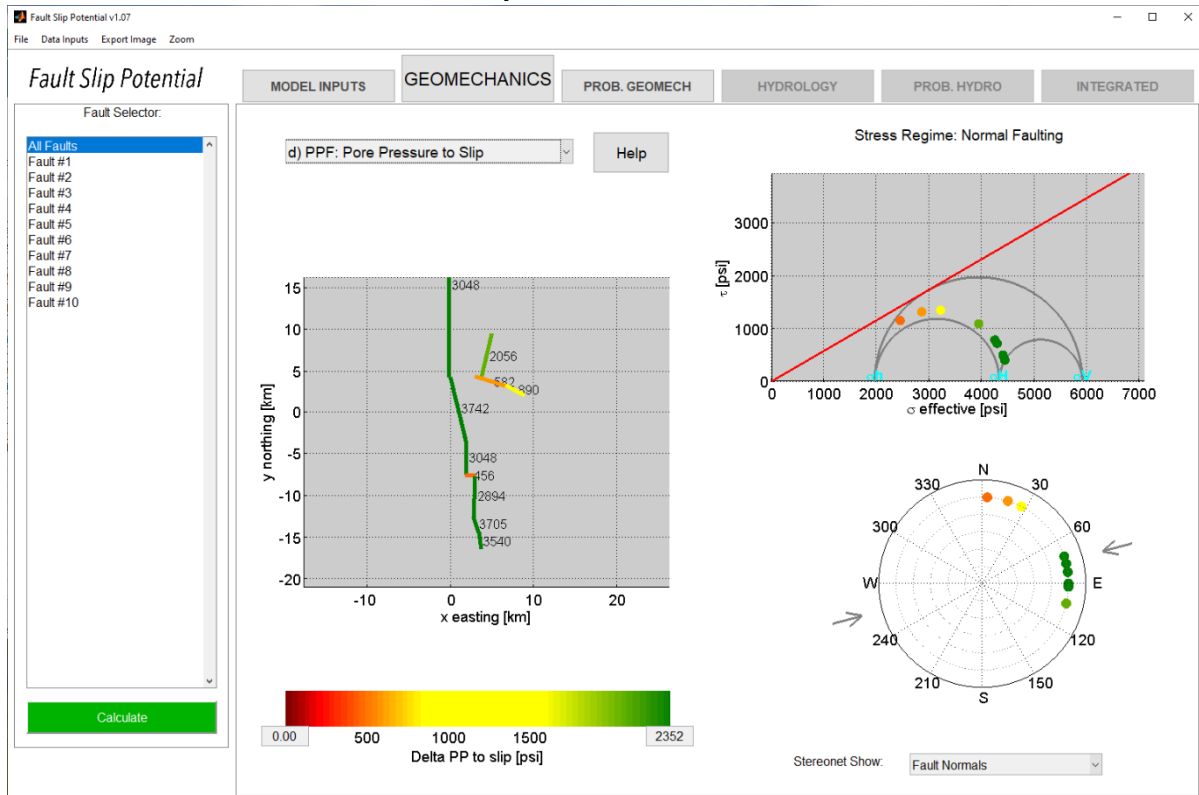 Fault Slip Potential v1.07
File Data Inputs Export Image Zoom
Fault Slip Potential
MODEL INPUTS
GEOMECHANICS
PROB. GEOMECH
HYDROLOGY
PROB. HYDRO
INTEGRATED
Fault Selector:
All Faults
Fault #1
Fault #2
Fault #3
Fault #4
Fault #5
Fault #6
Fault #7
Fault #8
Fault #9
Fault #10
Calculate
d) PPF: Pore Pressure to Slip
Help
15
10
5
0
-5
-10
-15
-20
y northing [km]
3048
2056
582
890
3742
3048
456
2894
3705
3540
-10 0 10 20
x easting [km]
0.00 500 1000 1500 2352
Delta PP to slip [psi]
Stress Regime: Normal Faulting
3000
2000
1000
0
τ [psi]
σh σH σV
0 1000 2000 3000 4000 5000 6000 7000
σ effective [psi]
N
330 30
300 60
W E
240 120
210 150
S
Stereonet Show: Fault Normals